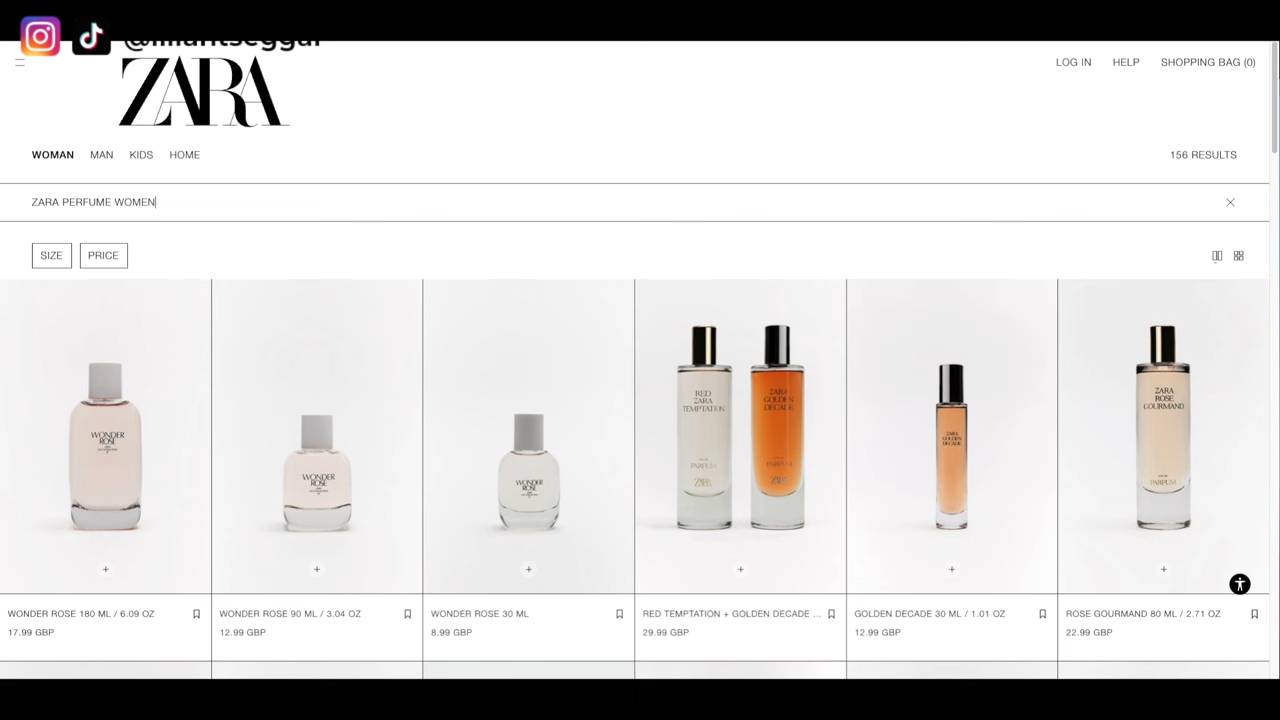 ZARA
LOG IN
HELP
SHOPPING BAG (0)
WOMAN
MAN
KIDS
HOME
156 RESULTS
ZARA PERFUME WOMEN
SIZE
PRICE
WONDER
ROSE
WONDER
ROSE
WONDER
ROSE
RED
ZARA
TEMPTATION
PARFUM
ZARA
ZARA
GOLDEN
DECADE
PARFUM
ZARA
ZARA
GOLDEN
DECADE
ZARA
ROSE
GOURMAND
PARFUM
WONDER ROSE 180 ML / 6.09 OZ
17.99 GBP
WONDER ROSE 90 ML / 3.04 OZ
12.99 GBP
WONDER ROSE 30 ML
8.99 GBP
RED TEMPTATION + GOLDEN DECADE ...
29.99 GBP
GOLDEN DECADE 30 ML / 1.01 OZ
12.99 GBP
ROSE GOURMAND 80 ML / 2.71 OZ
22.99 GBP